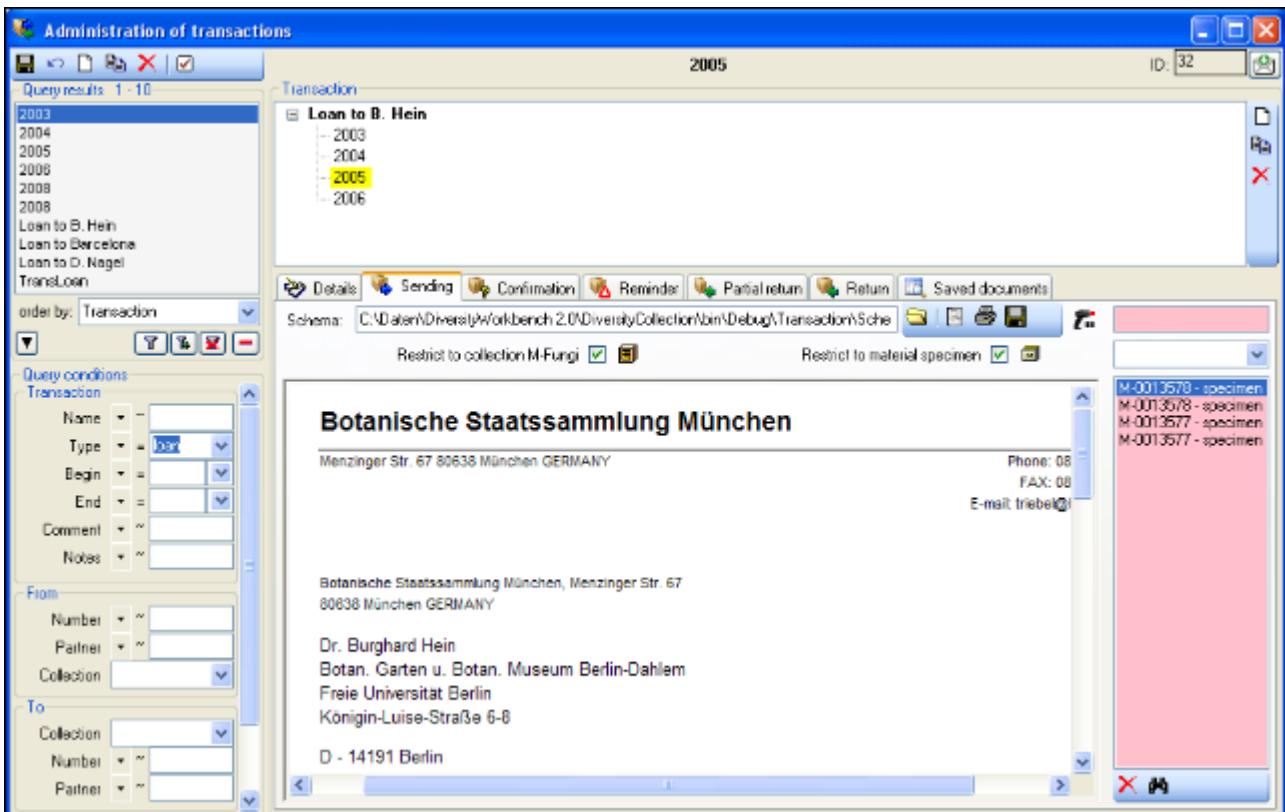 Administration of transactions
2005
ID: 32
Query results 1 - 10
2003
2004
2005
2006
2008
2008
Loan to B. Hein
Loan to Barcelona
Loan to D. Nagel
TransLoan
order by: Transaction
Query conditions
Transaction
Name ~
Type = loan
Begin =
End =
Comment ~
Notes ~
From
Number ~
Partner ~
Collection
To
Collection
Number ~
Partner ~
Transaction
Loan to B. Hein
2003
2004
2005
2006
Details Sending Confirmation Reminder Partial return Return Saved documents
Schema: C:\Daten\DiversityWorkbench 2.0\DiversityCollection\bin\Debug\Transaction\Sche
Restrict to collection M-Fungi Restrict to material specimen
Botanische Staatssammlung München
Menzinger Str. 67 80638 München GERMANY
Phone: 08
FAX: 08
E-mail: triebel@
Botanische Staatssammlung München, Menzinger Str. 67
80638 München GERMANY
Dr. Burghard Hein
Botan. Garten u. Botan. Museum Berlin-Dahlem
Freie Universität Berlin
Königin-Luise-Straße 6-8
D - 14191 Berlin
M-0013578 - specimen
M-0013578 - specimen
M-0013577 - specimen
M-0013577 - specimen